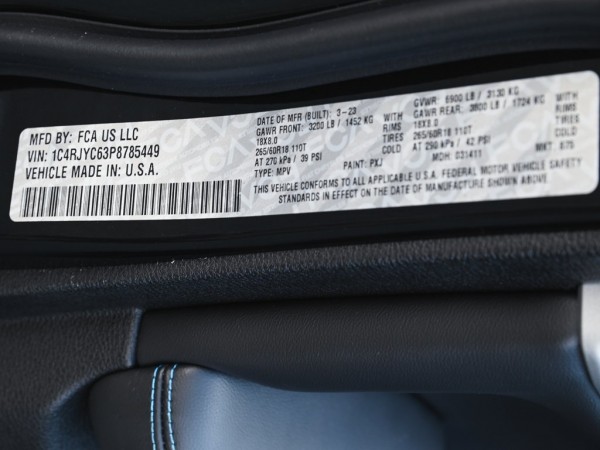 MFD BY: FCA US LLC
VIN: 1C4RJYC63P8785449
VEHICLE MADE IN: U.S.A.
DATE OF MFR (BUILT): 3-23
GAWR FRONT: 3200 LB / 1452 KG WITH
18X8.0 RIMS
265/60R18 110T TIRES
AT 270 kPa / 39 PSI COLD
TYPE: MPV PAINT: PXJ
GVWR: 6900 LB / 3130 KG
GAWR REAR: 3800 LB / 1724 KG WITH
18X8.0 RIMS
265/60R18 110T TIRES
AT 290 kPa / 42 PSI COLD
MDH: 031411 MKT:
CONFORMS TO ALL APPLICABLE U.S.A. FEDERAL MOTOR VEHICLE SAFETY
STANDARDS IN EFFECT ON THE DATE OF MANUFACTURE SHOWN ABOVE.